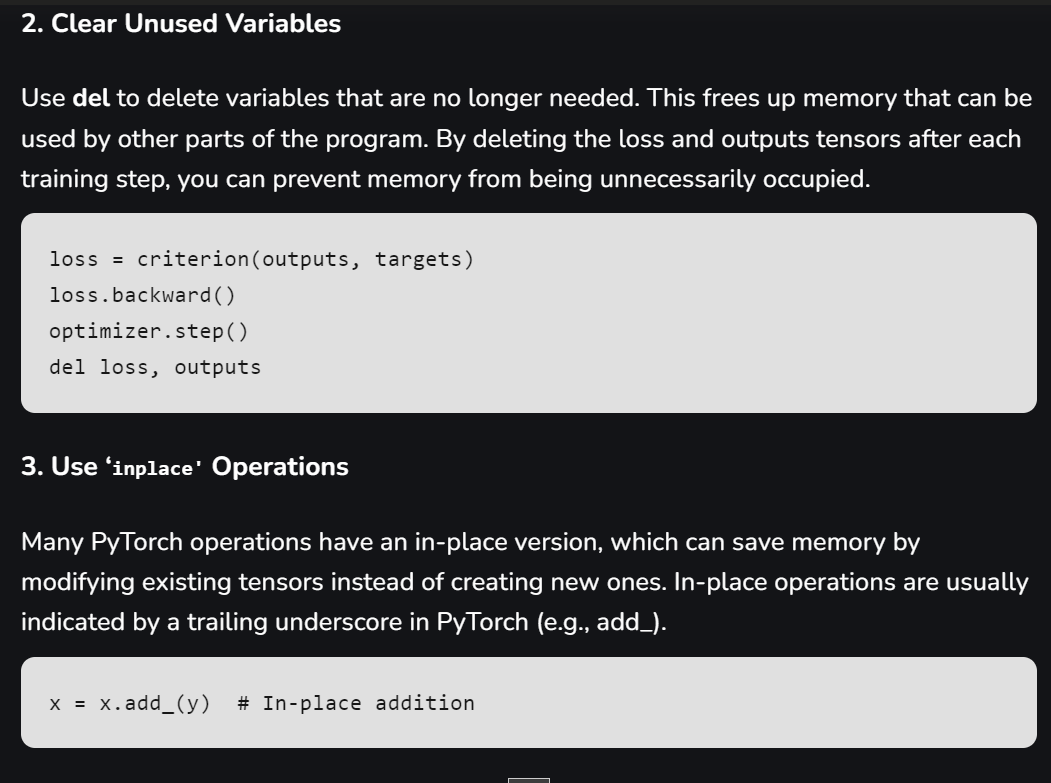 2. Clear Unused Variables
Use del to delete variables that are no longer needed. This frees up memory that can be
used by other parts of the program. By deleting the loss and outputs tensors after each
training step, you can prevent memory from being unnecessarily occupied.
loss = criterion(outputs, targets)
loss.backward()
optimizer.step()
del loss, outputs
3. Use ‘inplace' Operations
Many PyTorch operations have an in-place version, which can save memory by
modifying existing tensors instead of creating new ones. In-place operations are usually
indicated by a trailing underscore in PyTorch (e.g., add_).
x = x.add_(y)  # In-place addition